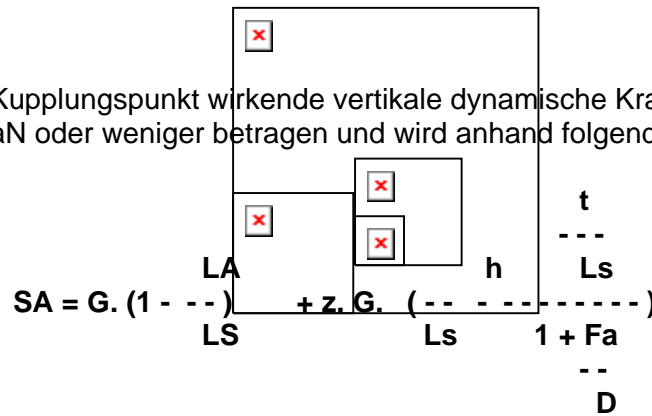 Kupplungspunkt wirkende vertikale dynamische Kra
aN oder weniger betragen und wird anhand folgend
t
- - -
LA h Ls
SA = G. (1 - - -) + z. G. ( - - - - - - - - - - - - )
LS Ls 1 + Fa
- -
D